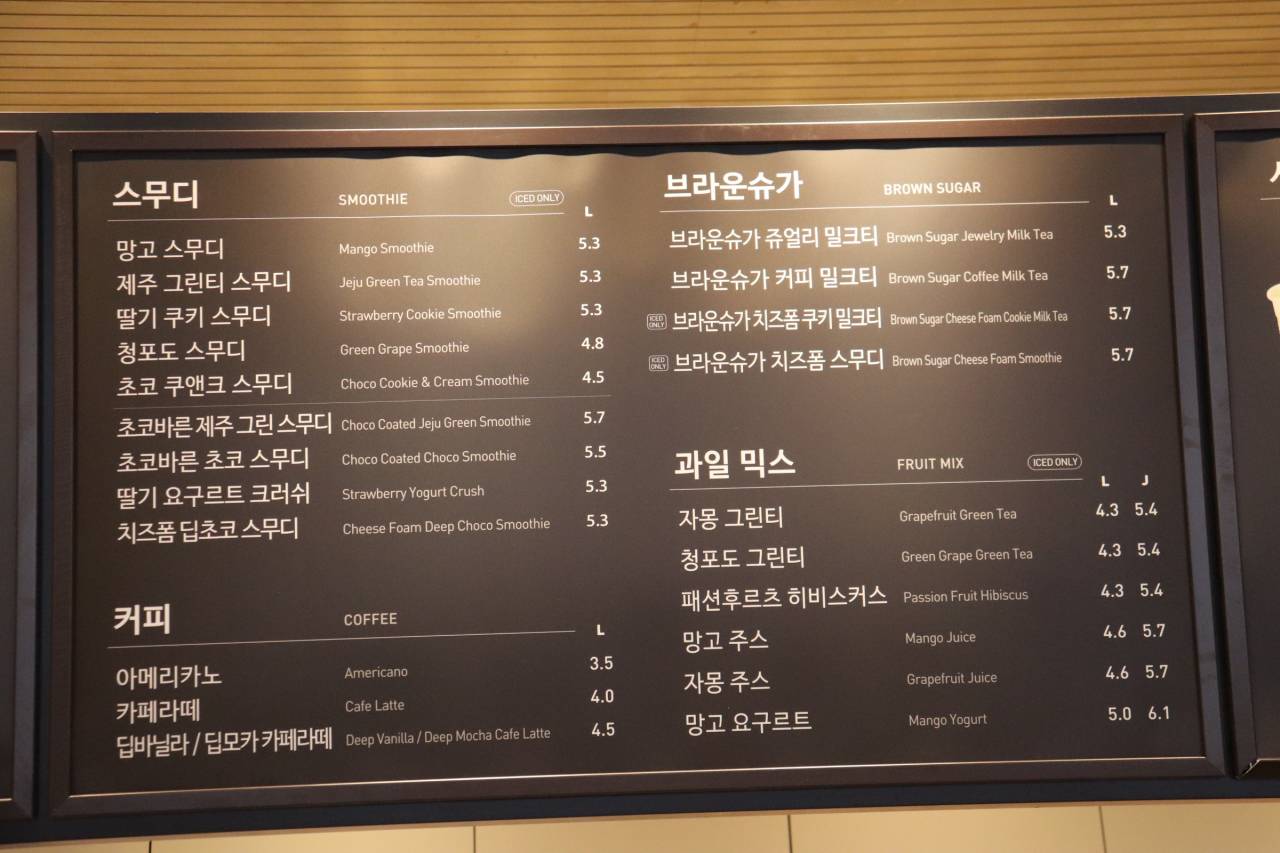 스무디 SMOOTHIE ICED ONLY
L
망고 스무디 Mango Smoothie 5.3
제주 그린티 스무디 Jeju Green Tea Smoothie 5.3
딸기 쿠키 스무디 Strawberry Cookie Smoothie 5.3
청포도 스무디 Green Grape Smoothie 4.8
초코 쿠앤크 스무디 Choco Cookie & Cream Smoothie 4.5
초코바른 제주 그린 스무디 Choco Coated Jeju Green Smoothie 5.7
초코바른 초코 스무디 Choco Coated Choco Smoothie 5.5
딸기 요구르트 크러쉬 Strawberry Yogurt Crush 5.3
치즈폼 딥초코 스무디 Cheese Foam Deep Choco Smoothie 5.3
커피 COFFEE
L
아메리카노 Americano 3.5
카페라떼 Cafe Latte 4.0
딥바닐라 / 딥모카 카페라떼 Deep Vanilla / Deep Mocha Cafe Latte 4.5
브라운슈가 BROWN SUGAR
L
브라운슈가 쥬얼리 밀크티 Brown Sugar Jewelry Milk Tea 5.3
브라운슈가 커피 밀크티 Brown Sugar Coffee Milk Tea 5.7
ICED ONLY 브라운슈가 치즈폼 쿠키 밀크티 Brown Sugar Cheese Foam Cookie Milk Tea 5.7
ICED ONLY 브라운슈가 치즈폼 스무디 Brown Sugar Cheese Foam Smoothie 5.7
과일 믹스 FRUIT MIX ICED ONLY
L J
자몽 그린티 Grapefruit Green Tea 4.3 5.4
청포도 그린티 Green Grape Green Tea 4.3 5.4
패션후르츠 히비스커스 Passion Fruit Hibiscus 4.3 5.4
망고 주스 Mango Juice 4.6 5.7
자몽 주스 Grapefruit Juice 4.6 5.7
망고 요구르트 Mango Yogurt 5.0 6.1